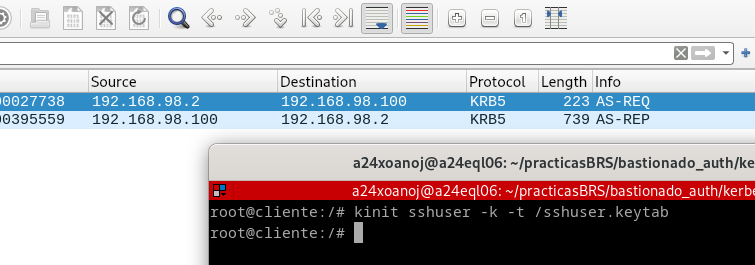 Source Destination Protocol Length Info
00027738 192.168.98.2 192.168.98.100 KRB5 223 AS-REQ
00395559 192.168.98.100 192.168.98.2 KRB5 739 AS-REP
a24xoanoj@a24eql06: ~/practicasBRS/bastionado_auth/kerbe
a24xoanoj@a24eql06: ~/practicasBRS/bastionado_auth/kerbe
root@cliente:/# kinit sshuser -k -t /sshuser.keytab
root@cliente:/#